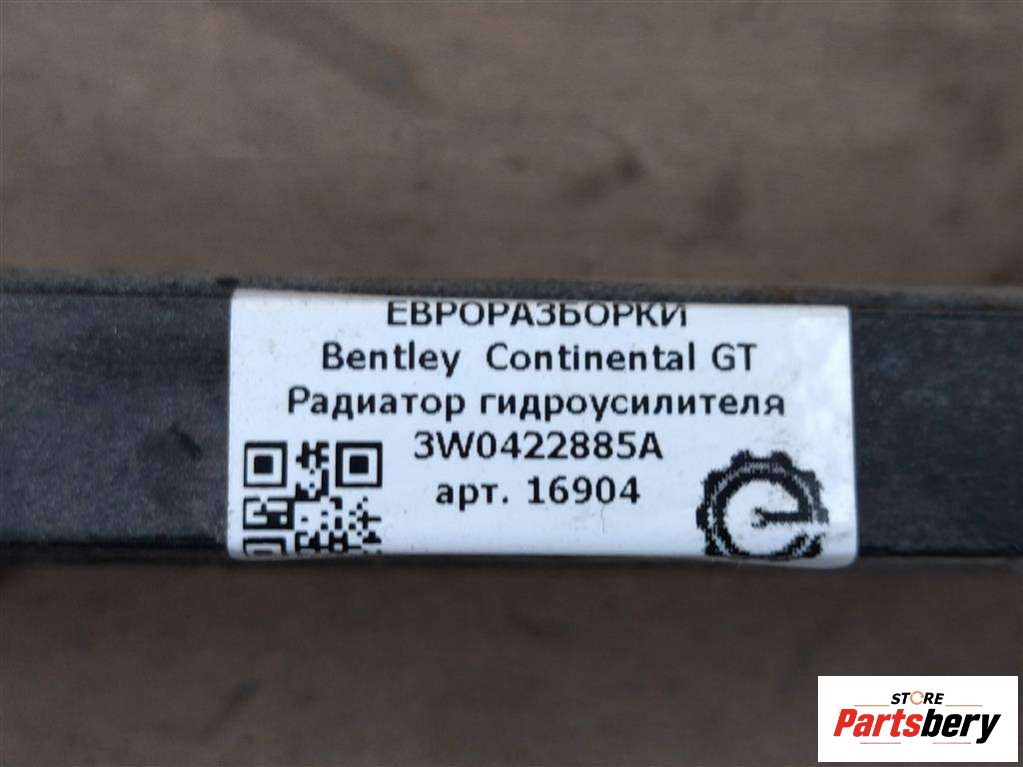 ЕВРОРАЗБОРКИ
Bentley Continental GT
Радиатор гидроусилителя
3W0422885A
арт. 16904
STORE
Partsbery